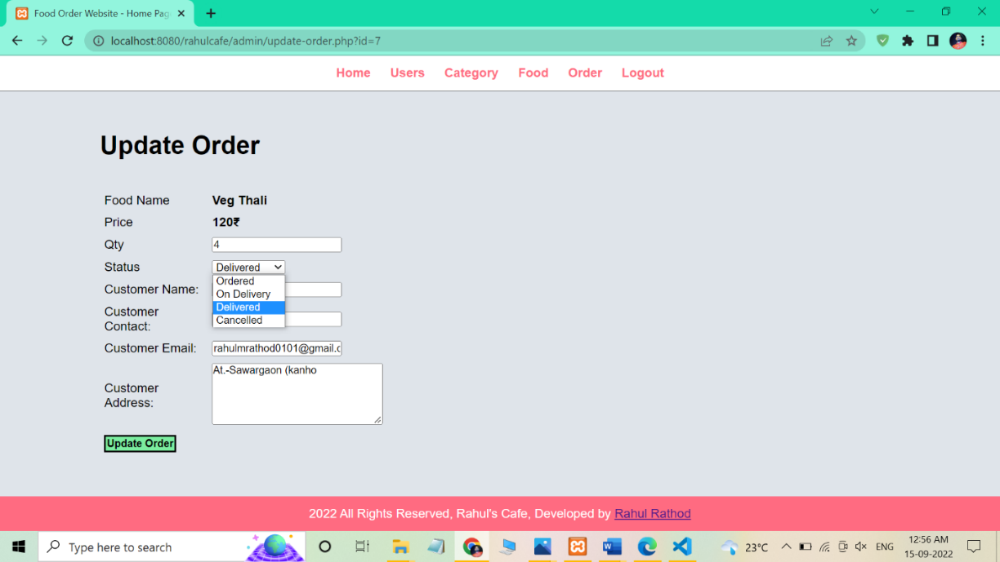 Food Order Website - Home Pag
localhost:8080/rahulcafe/admin/update-order.php?id=7
Home Users Category Food Order Logout
Update Order
Food Name Veg Thali
Price 120₹
Qty 4
Status Delivered
Ordered
On Delivery
Delivered
Cancelled
Customer Name:
Customer
Contact:
Customer Email: rahulmrathod0101@gmail.c
Customer
Address:
At.-Sawargaon (kanho
Update Order
2022 All Rights Reserved, Rahul's Cafe, Developed by Rahul Rathod
Type here to search
23°C
ENG
12:56 AM
15-09-2022